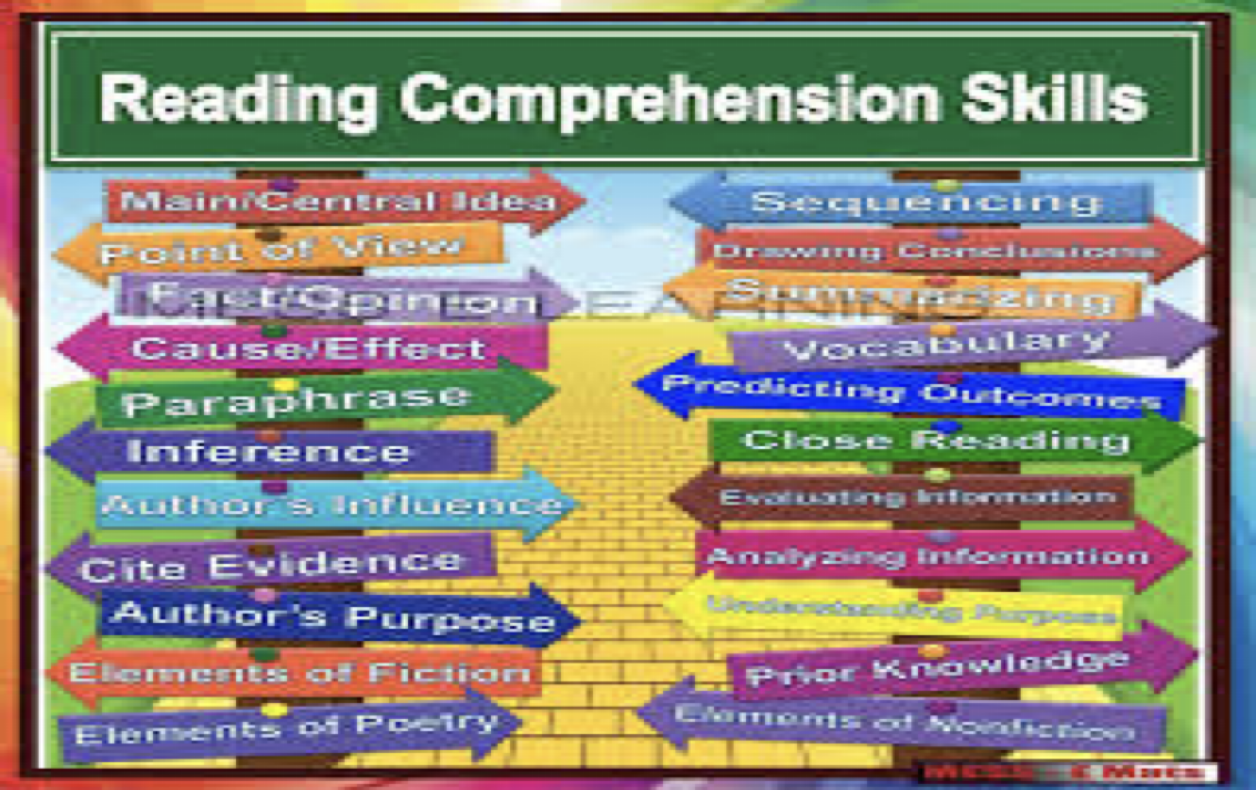 Reading Comprehension Skills
Main/Central Idea
Point of View
Fact/Opinion
Cause/Effect
Paraphrase
Inference
Author's Influence
Cite Evidence
Author's Purpose
Elements of Fiction
Elements of Poetry
Sequencing
Drawing Conclusions
Summarizing
Vocabulary
Predicting Outcomes
Close Reading
Evaluating Information
Analyzing Information
Understanding Purpose
Prior Knowledge
Elements of Nonfiction
LEARNING